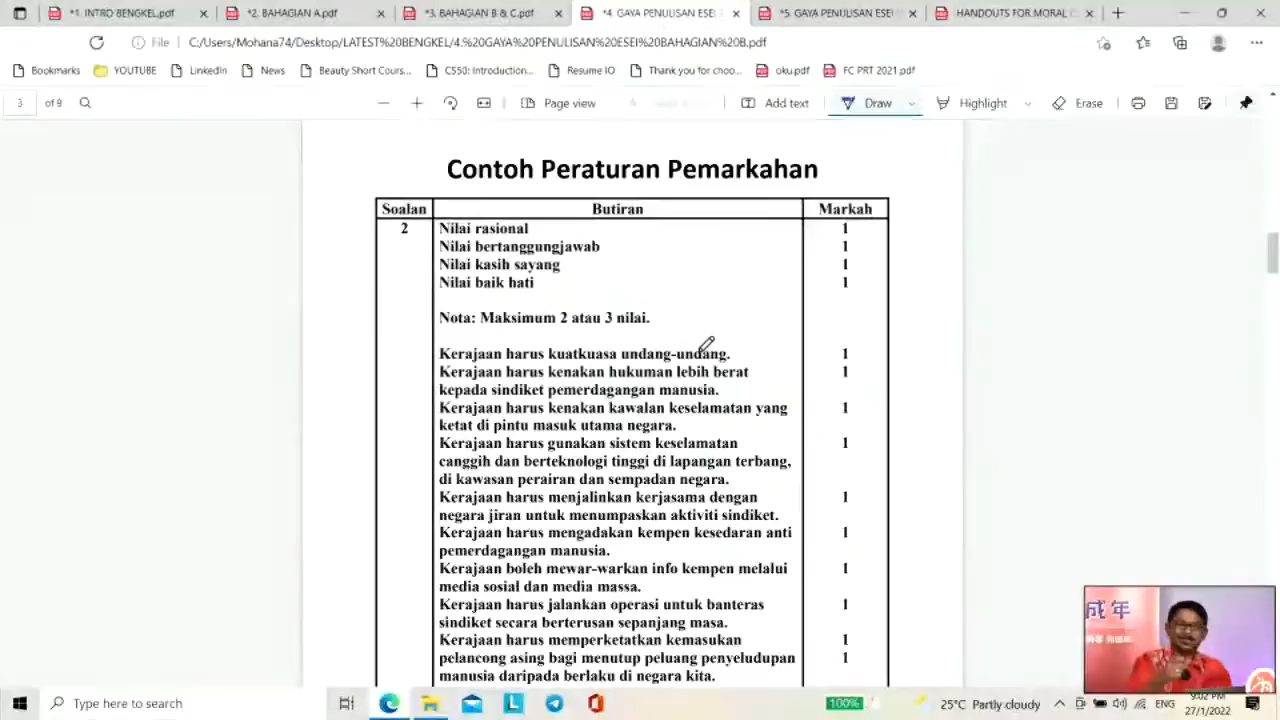 *1. INTRO BENGKEL.pdf
*2. BAHAGIAN A.pdf
*3. BAHAGIAN B & C.pdf
*4. GAYA PENULISAN ESEI
*5. GAYA PENULISAN ESEI
HANDOUTS FOR MORAL
File
C:/Users/Mohana74/Desktop/LATEST%20BENGKEL/4.%20GAYA%20PENULISAN%20ESEI%20BAHAGIAN%20B.pdf
Bookmarks
YOUTUBE
LinkedIn
News
Beauty Short Cours...
CS50: Introduction...
Resume IO
Thank you for choo...
oku.pdf
FC PRT 2021.pdf
3 of 9
Page view
Add text
Draw
Highlight
Erase
Contoh Peraturan Pemarkahan
Soalan Butiran Markah
2 Nilai rasional 1
Nilai bertanggungjawab 1
Nilai kasih sayang 1
Nilai baik hati 1
Nota: Maksimum 2 atau 3 nilai.
Kerajaan harus kuatkuasa undang-undang. 1
Kerajaan harus kenakan hukuman lebih berat 1
kepada sindiket pemerdagangan manusia.
Kerajaan harus kenakan kawalan keselamatan yang 1
ketat di pintu masuk utama negara.
Kerajaan harus gunakan sistem keselamatan 1
canggih dan berteknologi tinggi di lapangan terbang,
di kawasan perairan dan sempadan negara.
Kerajaan harus menjalinkan kerjasama dengan 1
negara jiran untuk menumpaskan aktiviti sindiket.
Kerajaan harus mengadakan kempen kesedaran anti 1
pemerdagangan manusia.
Kerajaan boleh mewar-warkan info kempen melalui 1
media sosial dan media massa.
Kerajaan harus jalankan operasi untuk banteras 1
sindiket secara berterusan sepanjang masa.
Kerajaan harus memperketatkan kemasukan 1
pelancong asing bagi menutup peluang penyeludupan 1
manusia daripada berlaku di negara kita.
成年
Type here to search
100%
25°C Partly cloudy
ENG
9:02 PM
27/1/2022